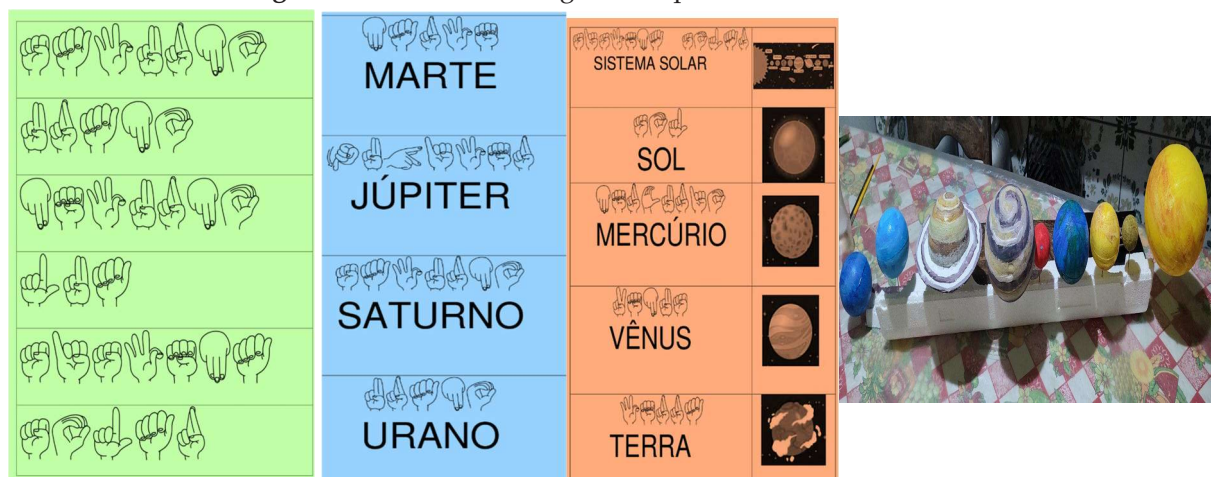 MARTE
JÚPITER
SATURNO
URANO
SISTEMA SOLAR
SOL
MERCÚRIO
VÊNUS
TERRA